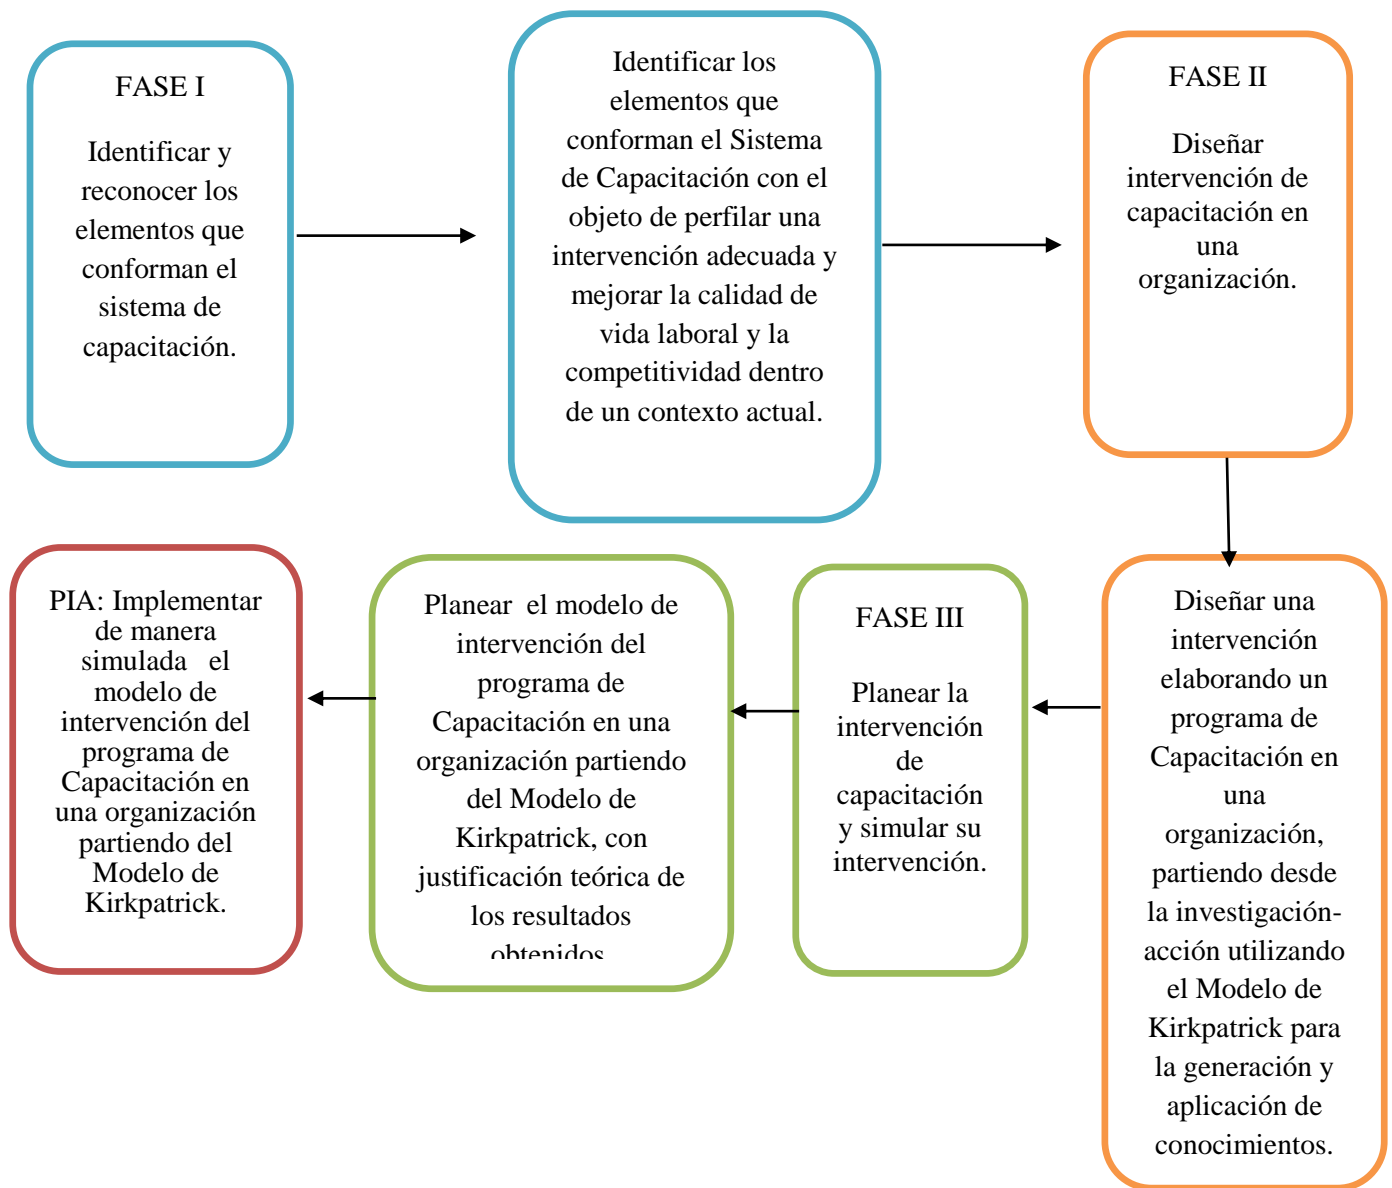 FASE I
Identificar y
reconocer los
elementos que
conforman el
sistema de
capacitación.
Identificar los
elementos que
conforman el Sistema
de Capacitación con el
objeto de perfilar una
intervención adecuada y
mejorar la calidad de
vida laboral y la
competitividad dentro
de un contexto actual.
FASE II
Diseñar
intervención de
capacitación en
una
organización.
Diseñar una
intervención
elaborando un
programa de
Capacitación en
una
organización,
partiendo desde
la investigación-
acción utilizando
el Modelo de
Kirkpatrick para
la generación y
aplicación de
conocimientos.
FASE III
Planear la
intervención
de
capacitación
y simular su
intervención.
Planear el modelo de
intervención del
programa de
Capacitación en una
organización partiendo
del Modelo de
Kirkpatrick, con
justificación teórica de
los resultados
obtenidos
PIA: Implementar
de manera
simulada el
modelo de
intervención del
programa de
Capacitación en
una organización
partiendo del
Modelo de
Kirkpatrick.